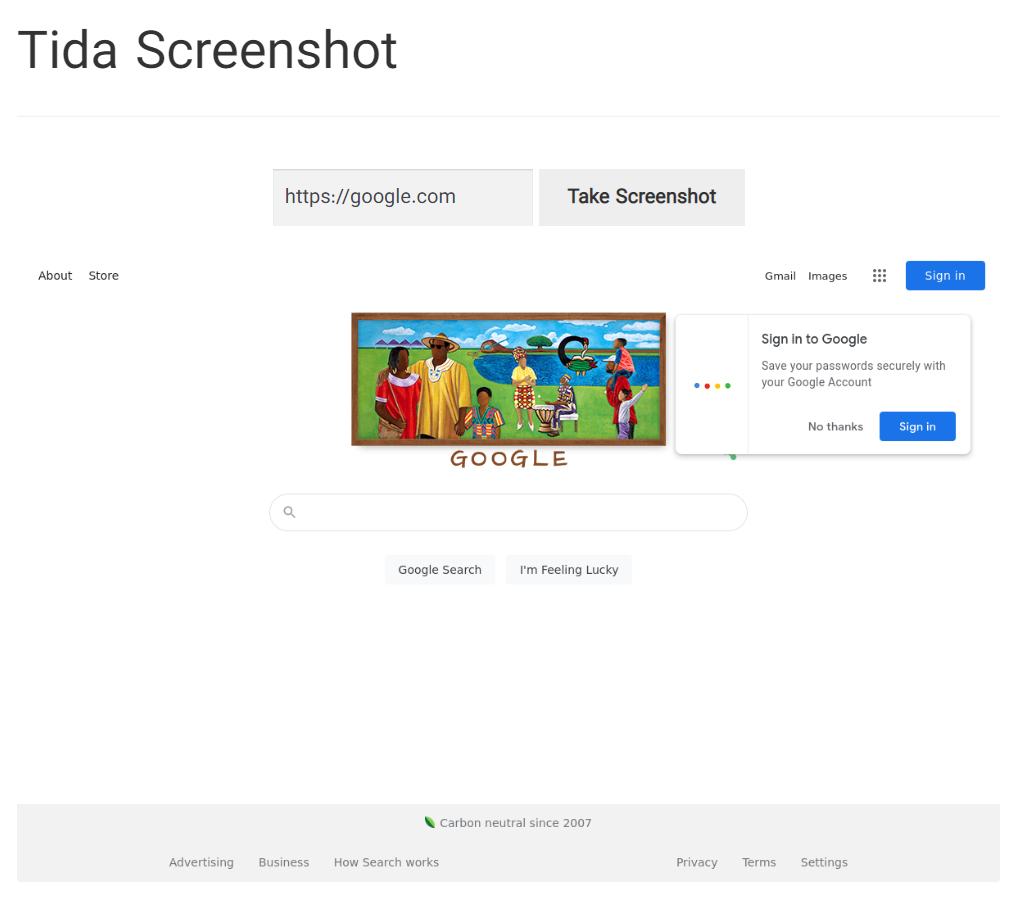 Tida Screenshot
https://google.com Take Screenshot
About Store Gmail Images Sign in
Sign in to Google
Save your passwords securely with
your Google Account
No thanks Sign in
GOOGLE
Google Search I'm Feeling Lucky
Carbon neutral since 2007
Advertising Business How Search works Privacy Terms Settings